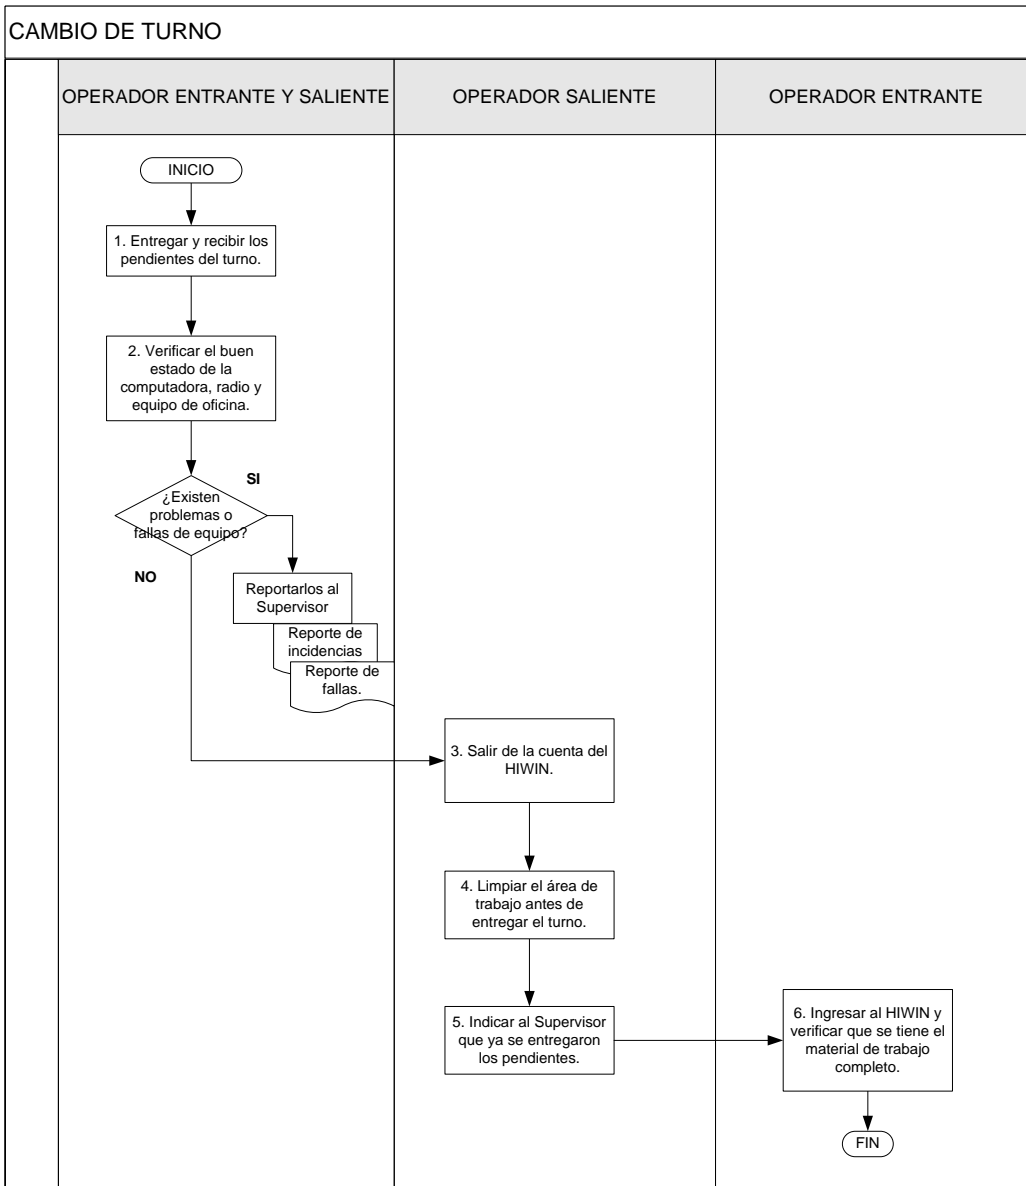 CAMBIO DE TURNO
OPERADOR ENTRANTE Y SALIENTE
OPERADOR SALIENTE
OPERADOR ENTRANTE
INICIO
1. Entregar y recibir los
pendientes del turno.
2. Verificar el buen
estado de la
computadora, radio y
equipo de oficina.
SI
¿Existen
problemas o
fallas de equipo?
NO
Reportarlos al
Supervisor
Reporte de
incidencias
Reporte de
fallas.
3. Salir de la cuenta del
HIWIN.
4. Limpiar el área de
trabajo antes de
entregar el turno.
5. Indicar al Supervisor
que ya se entregaron
los pendientes.
6. Ingresar al HIWIN y
verificar que se tiene el
material de trabajo
completo.
FIN